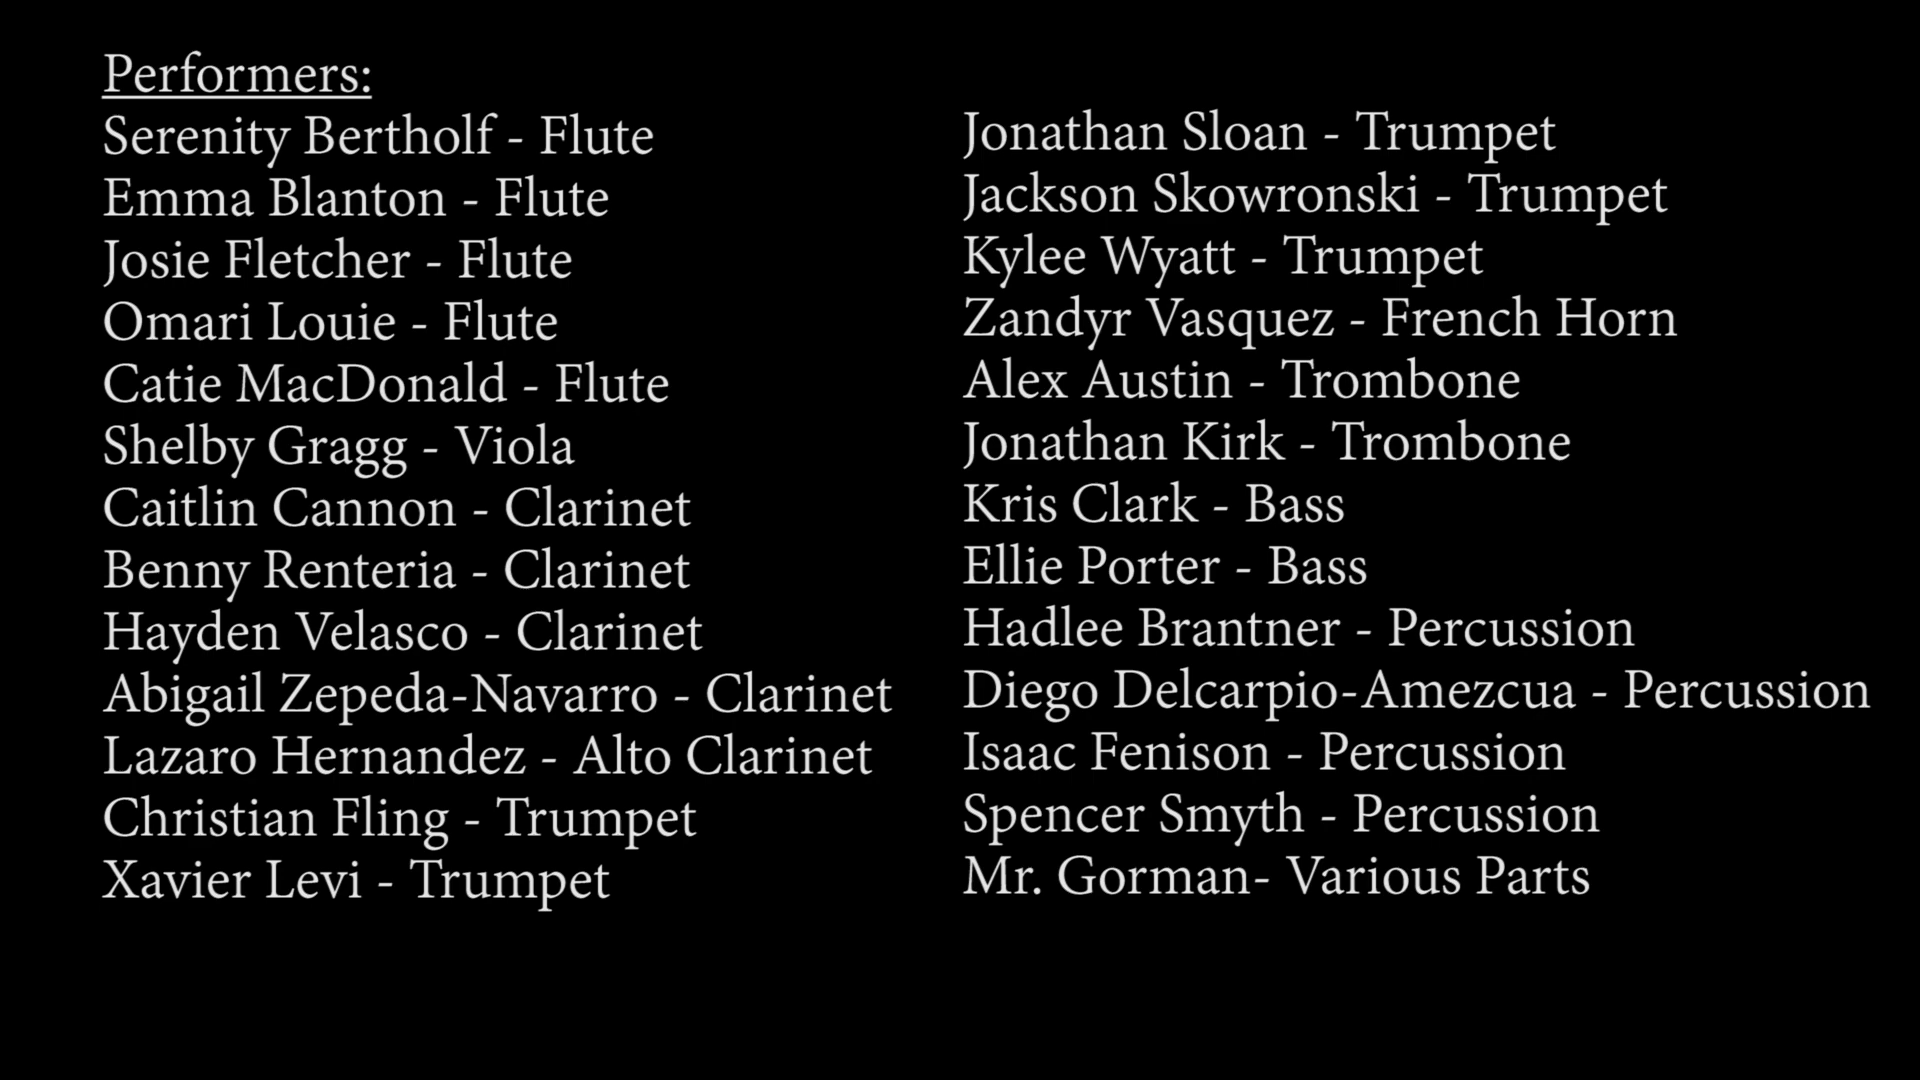 Performers:
Serenity Bertholf - Flute
Emma Blanton - Flute
Josie Fletcher - Flute
Omari Louie - Flute
Catie MacDonald - Flute
Shelby Gragg - Viola
Caitlin Cannon - Clarinet
Benny Renteria - Clarinet
Hayden Velasco - Clarinet
Abigail Zepeda-Navarro - Clarinet
Lazaro Hernandez - Alto Clarinet
Christian Fling - Trumpet
Xavier Levi - Trumpet
Jonathan Sloan - Trumpet
Jackson Skowronski - Trumpet
Kylee Wyatt - Trumpet
Zandyr Vasquez - French Horn
Alex Austin - Trombone
Jonathan Kirk - Trombone
Kris Clark - Bass
Ellie Porter - Bass
Hadlee Brantner - Percussion
Diego Delcarpio-Amezcua - Percussion
Isaac Fenison - Percussion
Spencer Smyth - Percussion
Mr. Gorman- Various Parts